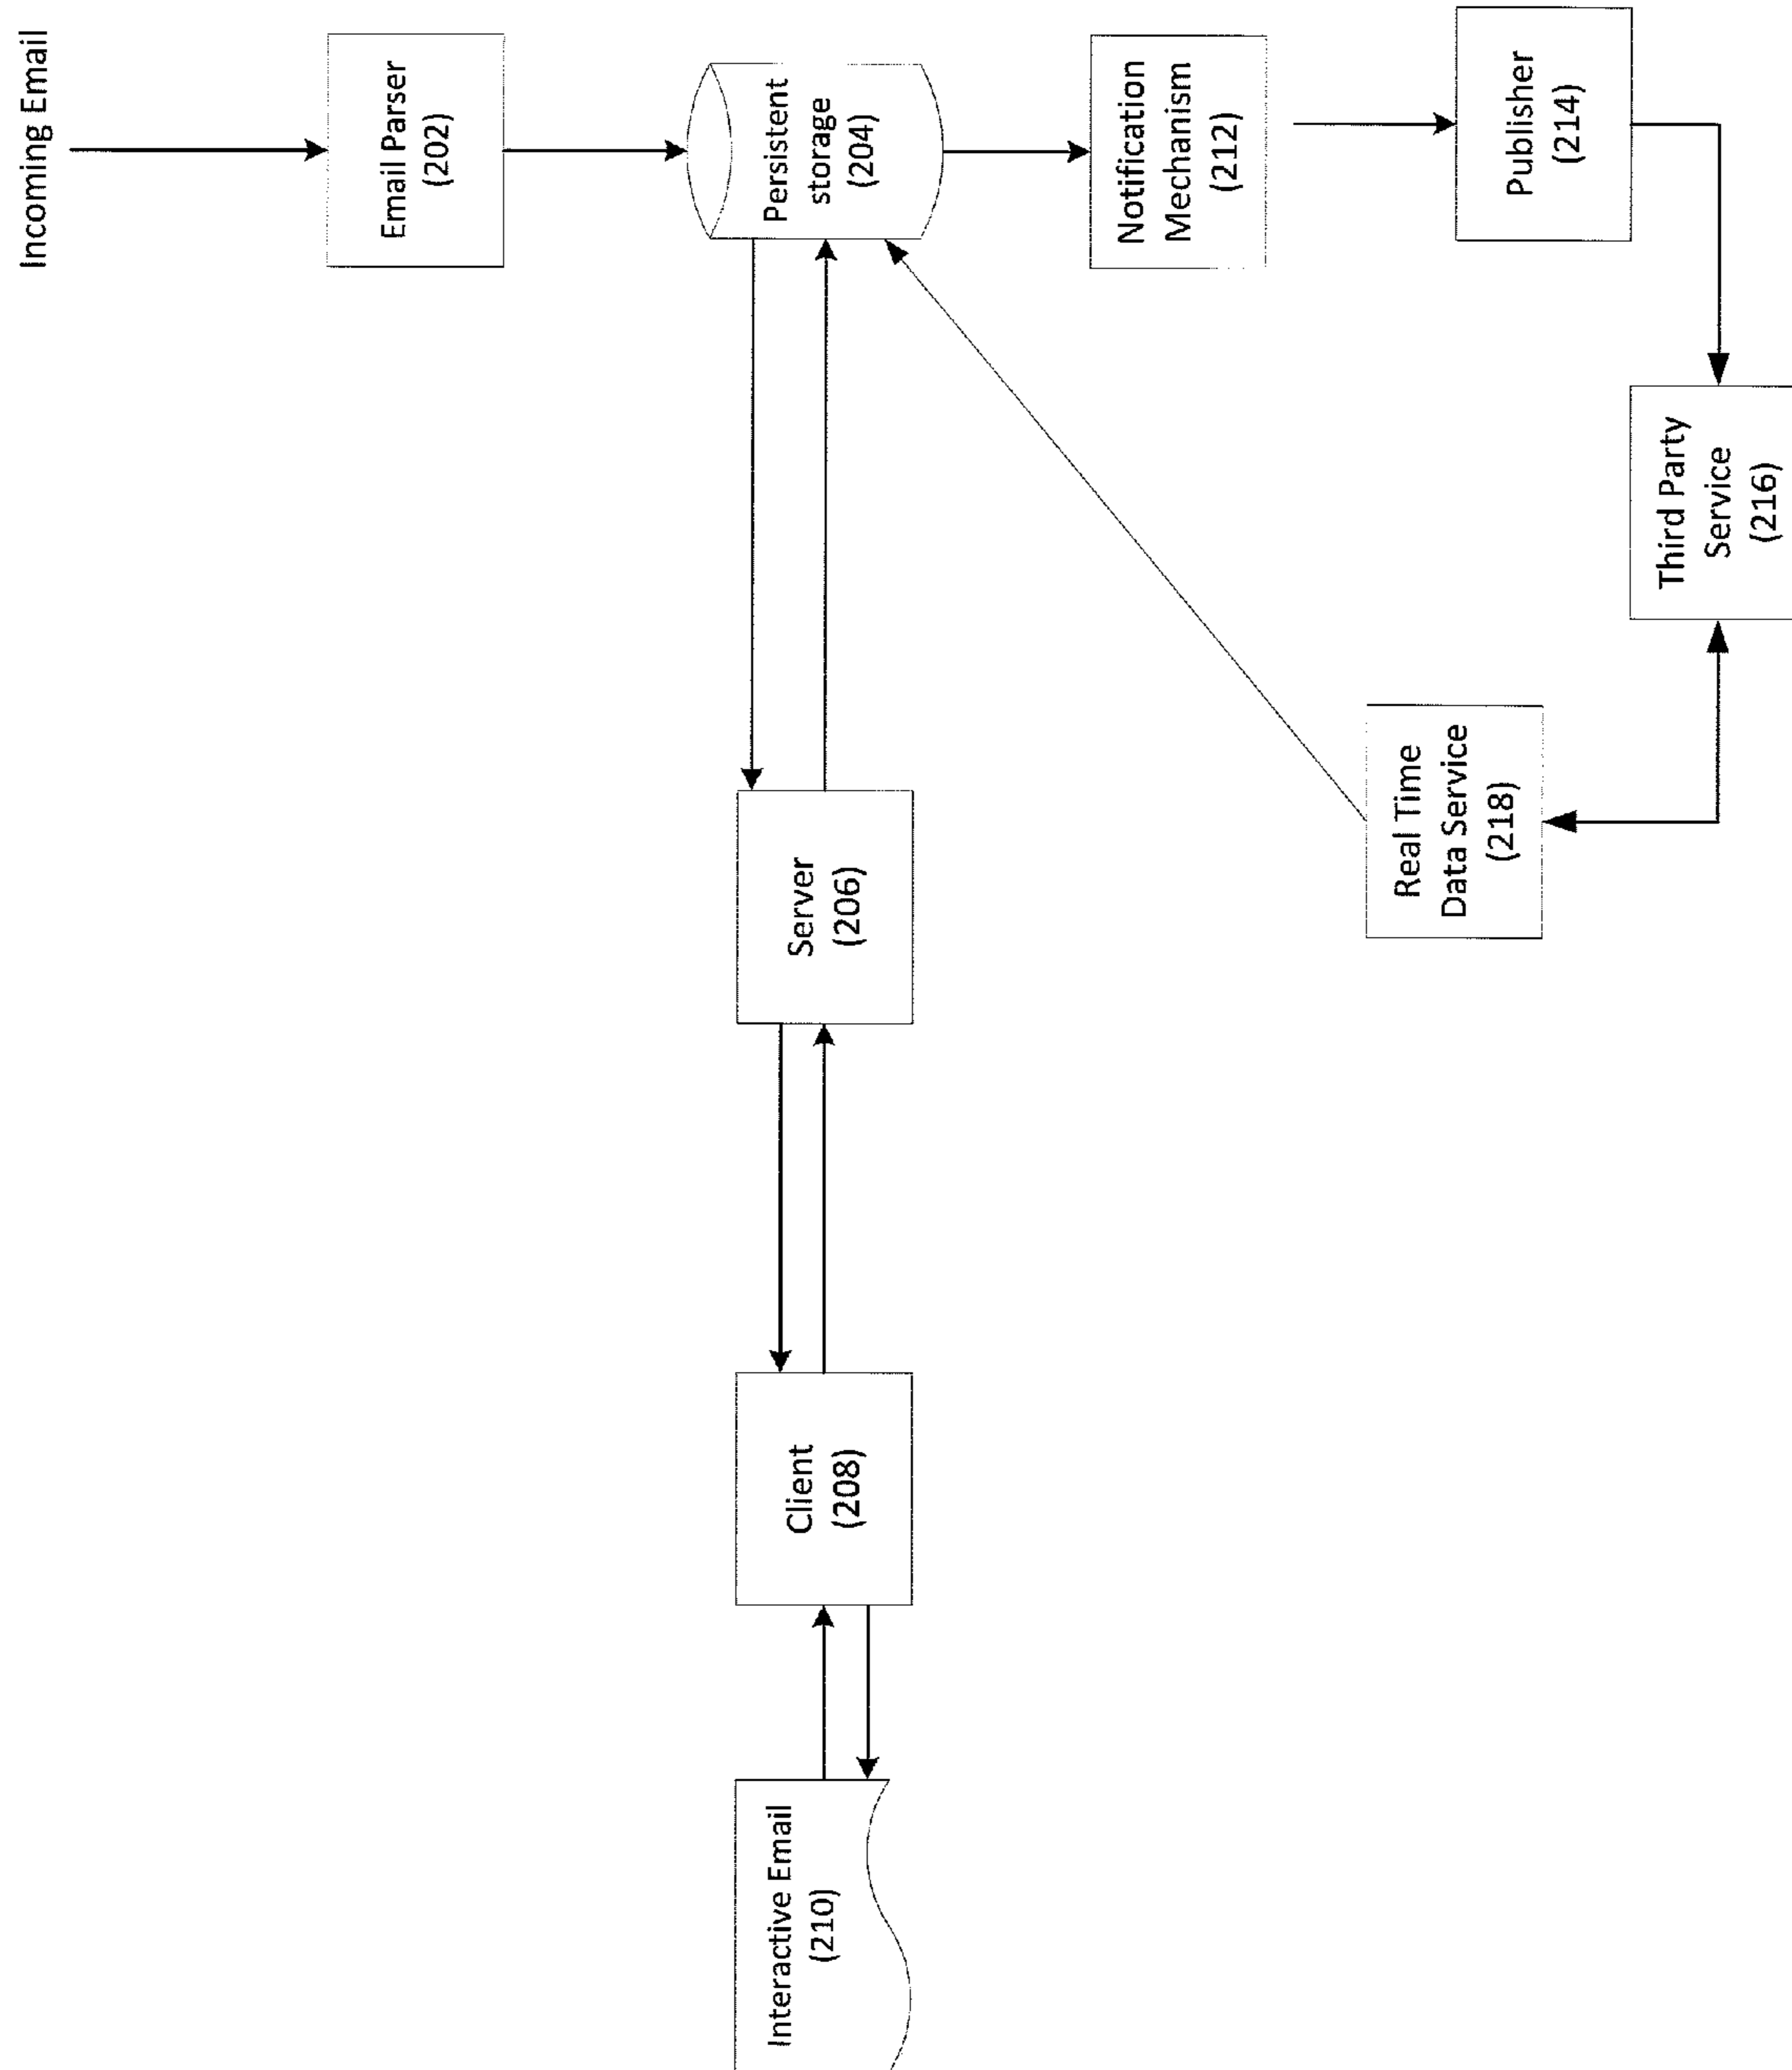 Incoming Email
Email Parser
(202)
Persistent
storage
(204)
Notification
Mechanism
(212)
Publisher
(214)
Third Party
Service
(216)
Real Time
Data Service
(218)
Server
(206)
Client
(208)
Interactive Email
(210)